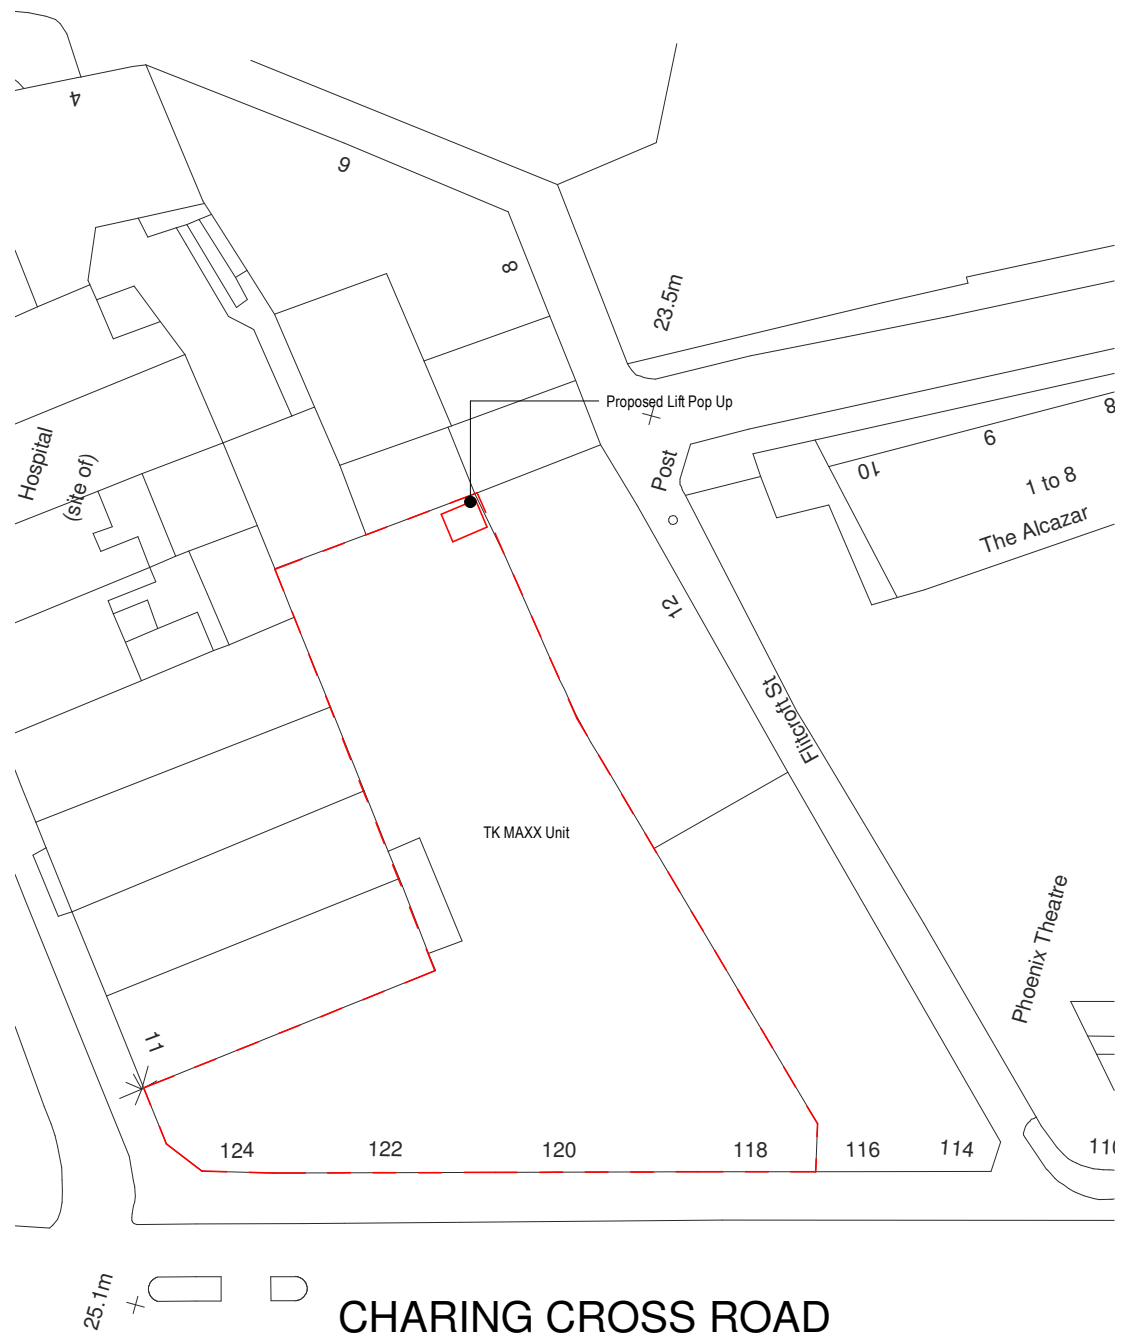 4
9
8
23.5m
Proposed Lift Pop Up
8
9
10
Post
1 to 8
The Alcazar
Hospital
(site of)
12
Flitcroft St
TK MAXX Unit
Phoenix Theatre
11
124
122
120
118
116
114
25.1m
CHARING CROSS ROAD